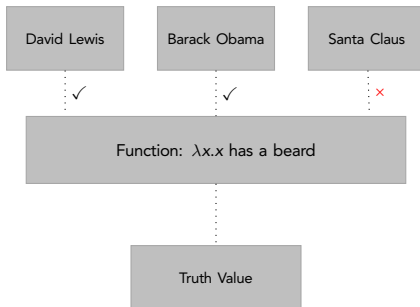 David Lewis
Barack Obama
Santa Claus
✓
✓
×
Function: λx.x has a beard
Truth Value